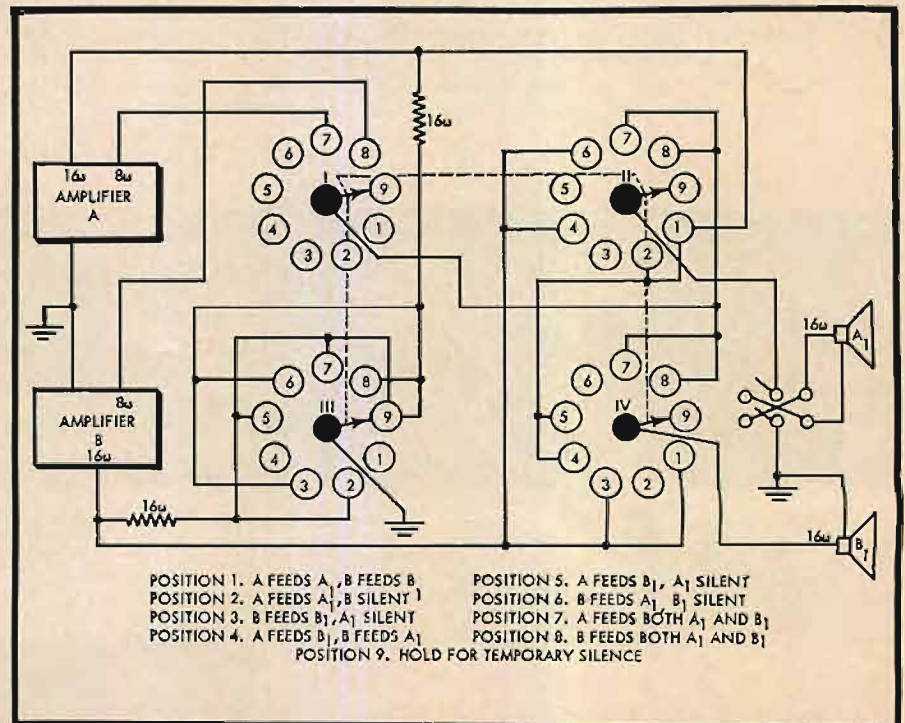 16ω
7
8
6
9
5
I
4
1
3
2
7
8
6
9
5
II
4
1
3
2
16ω 8ω
AMPLIFIER
A
7
8
6
9
5
III
4
1
3
2
7
8
6
9
5
IV
4
1
3
2
16ω
A1
8ω
AMPLIFIER
B
16ω
16ω
16ω
B1
POSITION 1. A FEEDS A1, B FEEDS B
POSITION 2. A FEEDS A1, B SILENT 1
POSITION 3. B FEEDS B1, A1 SILENT
POSITION 4. A FEEDS B1, B FEEDS A1
POSITION 5. A FEEDS B1, A1 SILENT
POSITION 6. B FEEDS A1, B1 SILENT
POSITION 7. A FEEDS BOTH A1 AND B1
POSITION 8. B FEEDS BOTH A1 AND B1
POSITION 9. HOLD FOR TEMPORARY SILENCE